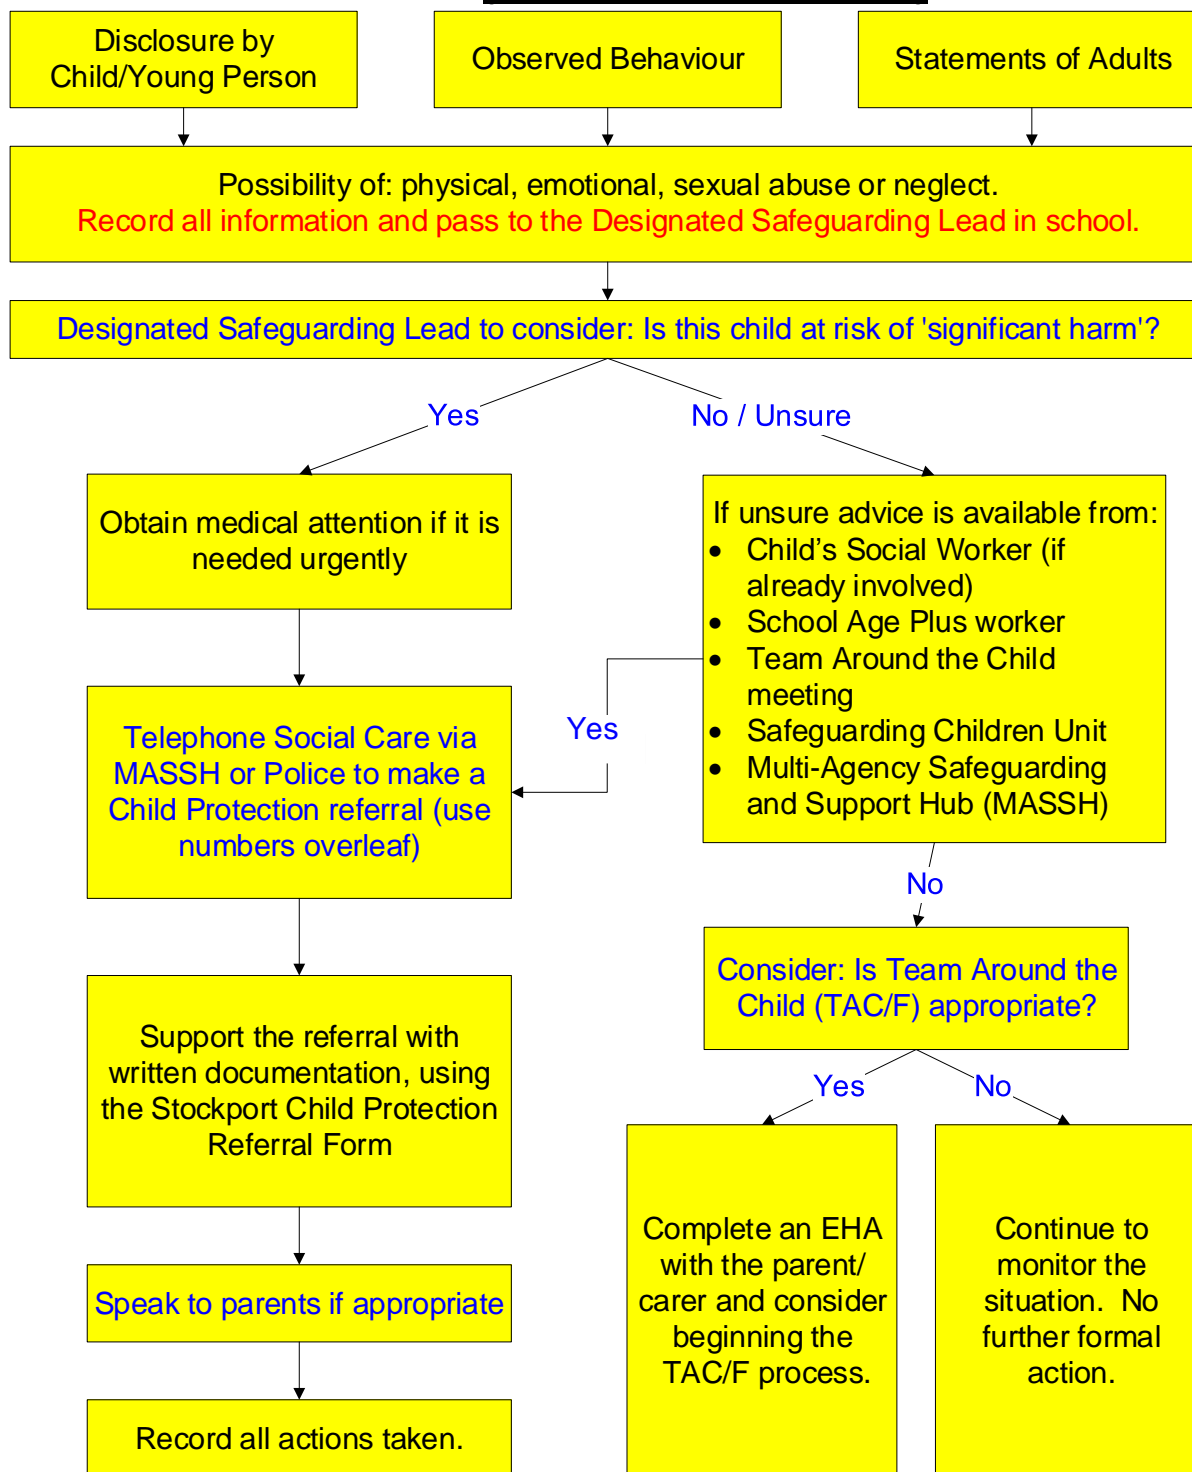 Disclosure by
Child/Young Person
Observed Behaviour
Statements of Adults
Possibility of: physical, emotional, sexual abuse or neglect.
Record all information and pass to the Designated Safeguarding Lead in school.
Designated Safeguarding Lead to consider: Is this child at risk of 'significant harm'?
Yes
No / Unsure
Obtain medical attention if it is
needed urgently
If unsure advice is available from:
• Child’s Social Worker (if
already involved)
• School Age Plus worker
• Team Around the Child
meeting
• Safeguarding Children Unit
• Multi-Agency Safeguarding
and Support Hub (MASSH)
Yes
Telephone Social Care via
MASSH or Police to make a
Child Protection referral (use
numbers overleaf)
No
Consider: Is Team Around the
Child (TAC/F) appropriate?
Support the referral with
written documentation, using
the Stockport Child Protection
Referral Form
Yes
No
Complete an EHA
with the parent/
carer and consider
beginning the
TAC/F process.
Continue to
monitor the
situation.  No
further formal
action.
Speak to parents if appropriate
Record all actions taken.